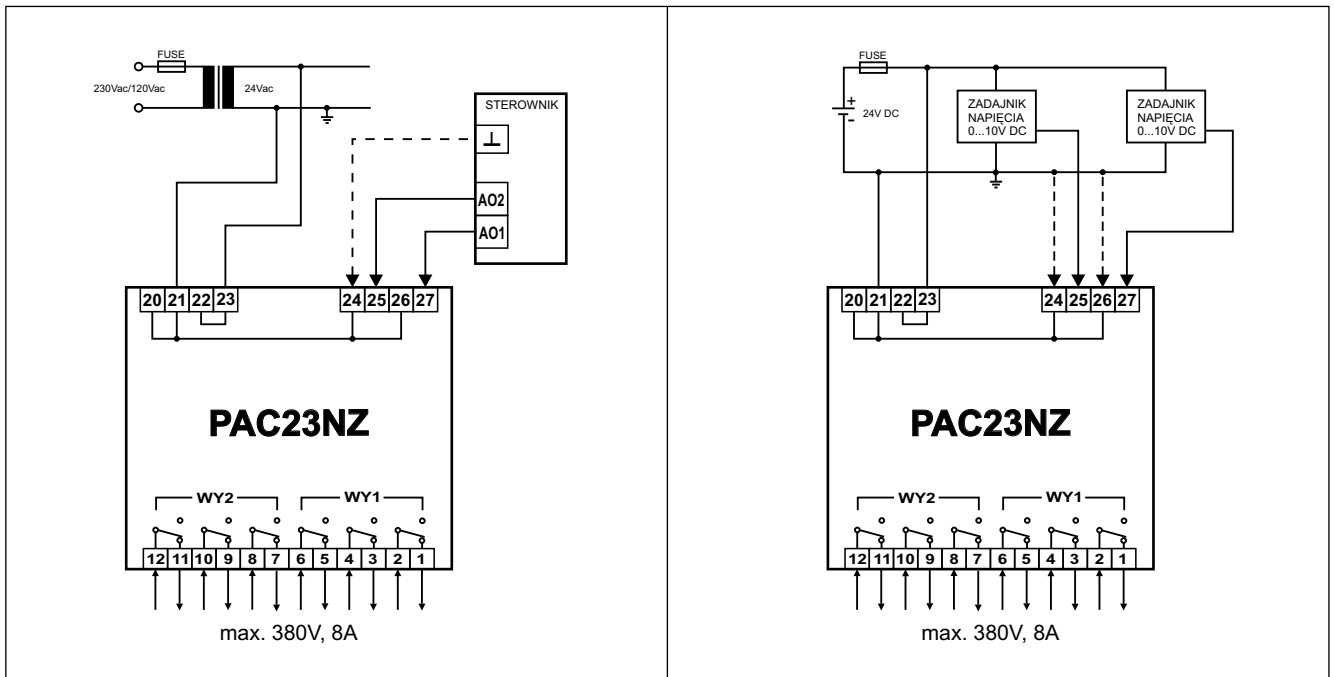 FUSE
230Vac/120Vac
24Vac
STEROWNIK
AO2
AO1
20 21 22 23
24 25 26 27
PAC23NZ
WY2
WY1
12 11 10 9 8 7 6 5 4 3 2 1
max. 380V, 8A
FUSE
+
-
24V DC
ZADAJNIK
NAPIĘCIA
0...10V DC
ZADAJNIK
NAPIĘCIA
0...10V DC
20 21 22 23
24 25 26 27
PAC23NZ
WY2
WY1
12 11 10 9 8 7 6 5 4 3 2 1
max. 380V, 8A